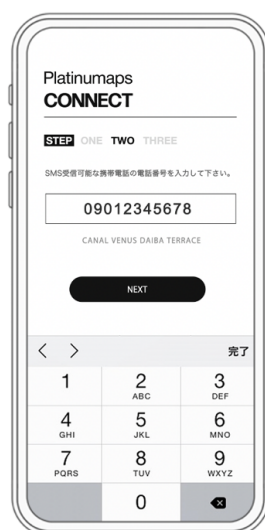 Platinumaps
CONNECT
STEP ONE TWO THREE
SMS受信可能な携帯電話の電話番号を入力して下さい。
09012345678
CANAL VENUS DAIBA TERRACE
NEXT
完了
1 2 3
ABC DEF
4 5 6
GHI JKL MNO
7 8 9
PQRS TUV WXYZ
0